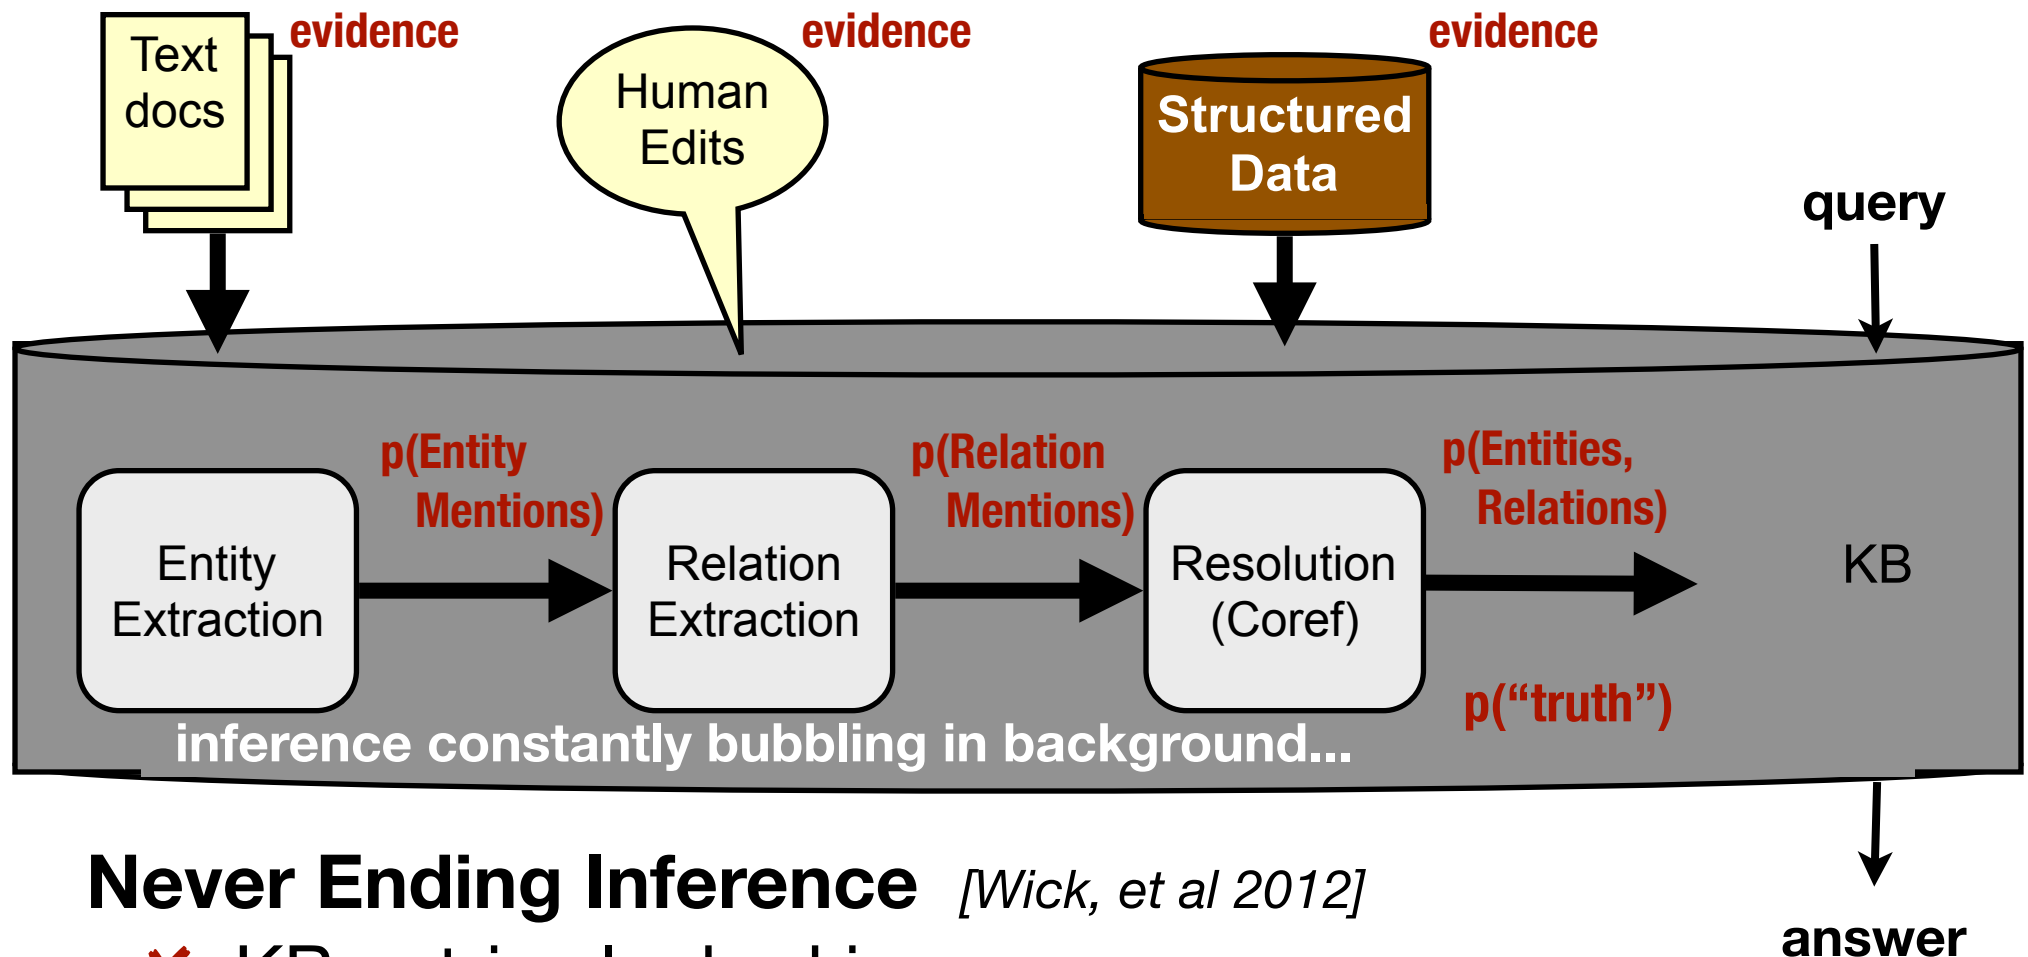 evidence
evidence
evidence
Text
docs
Human
Edits
Structured
Data
query
p(Entity
Mentions)
p(Relation
Mentions)
p(Entities,
Relations)
Entity
Extraction
Relation
Extraction
Resolution
(Coref)
KB
p(“truth”)
inference constantly bubbling in background...
Never Ending Inference [Wick, et al 2012]
answer
KB